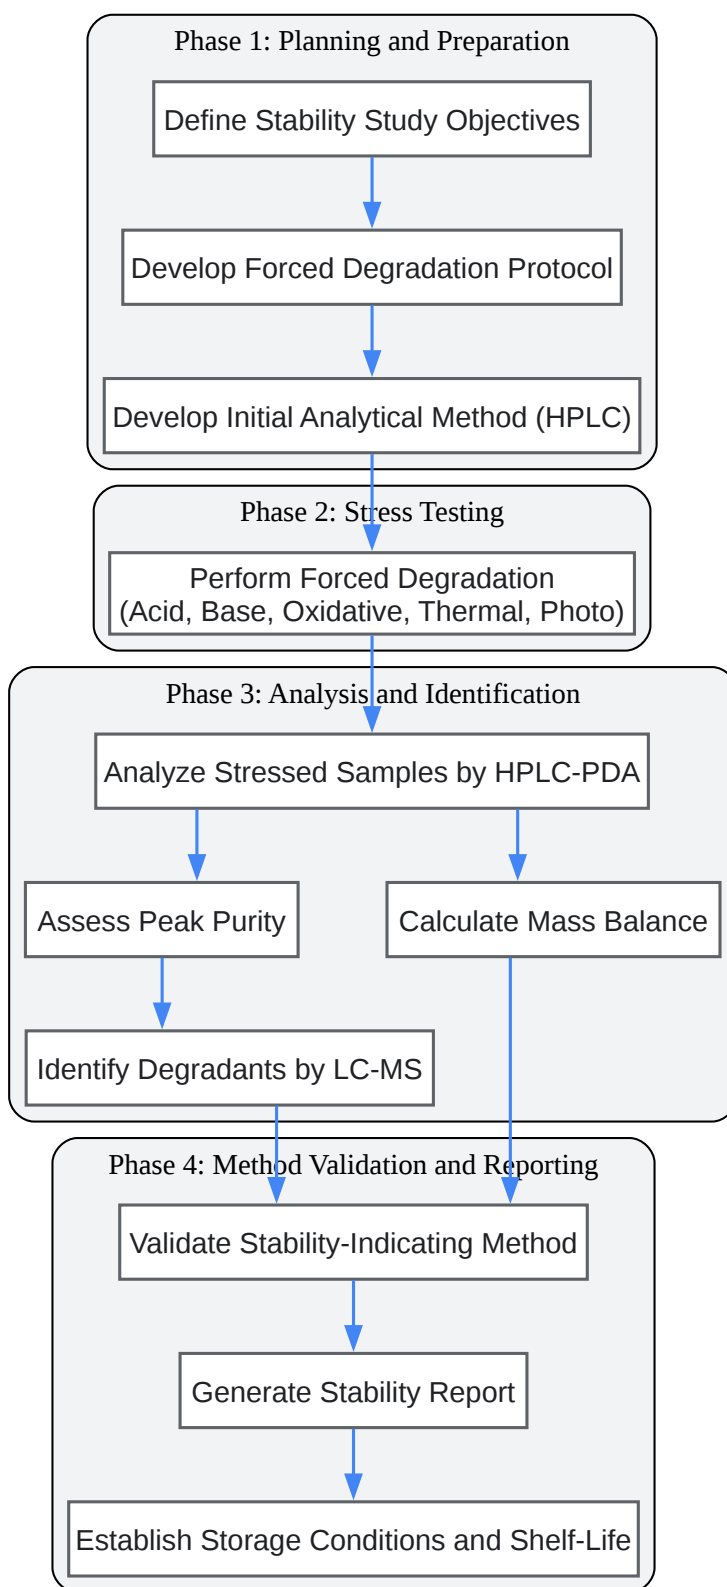 Phase 1: Planning and Preparation
Define Stability Study Objectives
Develop Forced Degradation Protocol
Develop Initial Analytical Method (HPLC)
Phase 2: Stress Testing
Perform Forced Degradation
(Acid, Base, Oxidative, Thermal, Photo)
Phase 3: Analysis and Identification
Analyze Stressed Samples by HPLC-PDA
Assess Peak Purity
Calculate Mass Balance
Identify Degradants by LC-MS
Phase 4: Method Validation and Reporting
Validate Stability-Indicating Method
Generate Stability Report
Establish Storage Conditions and Shelf-Life